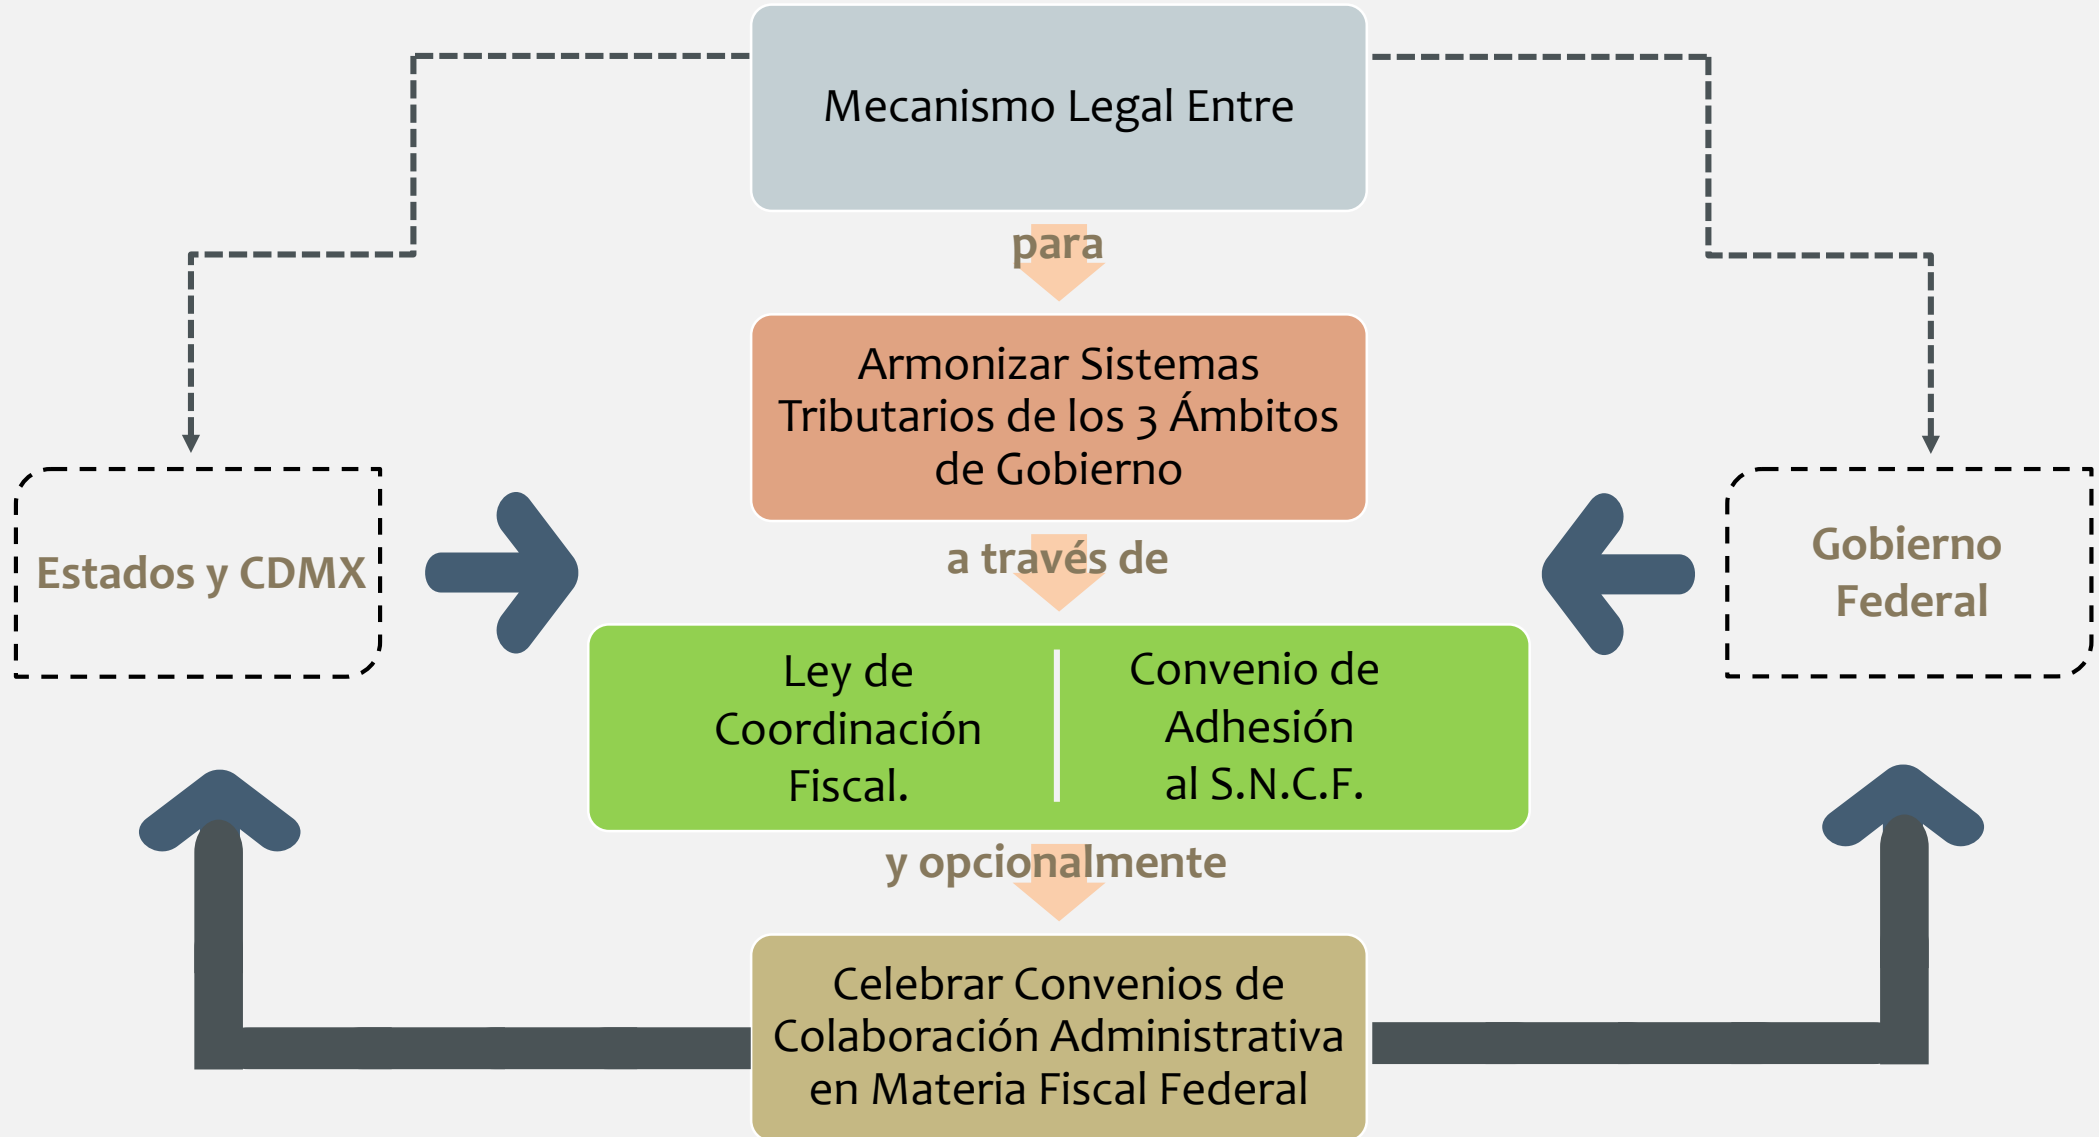 Mecanismo Legal Entre
para
Armonizar Sistemas
Tributarios de los 3 Ámbitos
de Gobierno
Estados y CDMX
a través de
Gobierno
Federal
Ley de
Coordinación
Fiscal.
Convenio de
Adhesión
al S.N.C.F.
y opcionalmente
Celebrar Convenios de
Colaboración Administrativa
en Materia Fiscal Federal